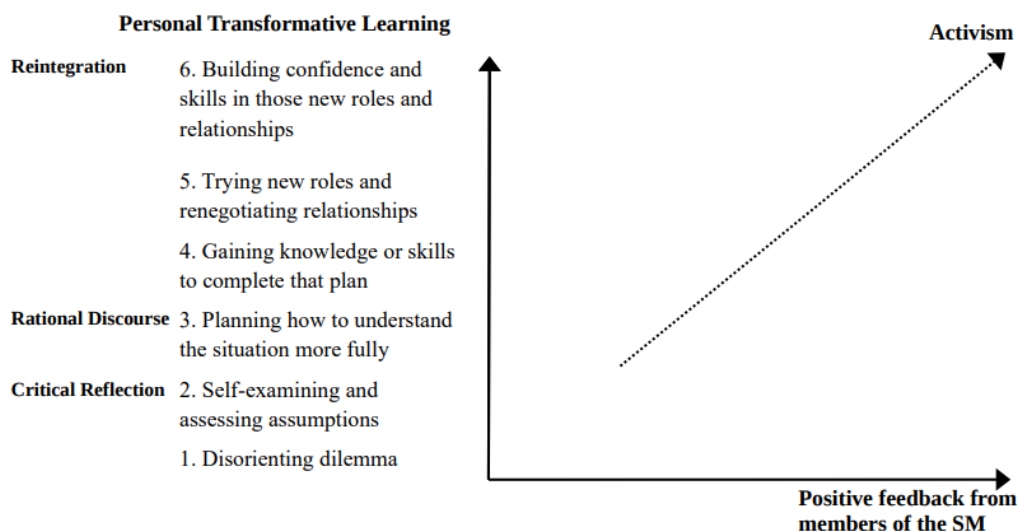 Personal Transformative Learning
Activism
Reintegration
6. Building confidence and
skills in those new roles and
relationships
5. Trying new roles and
renegotiating relationships
4. Gaining knowledge or skills
to complete that plan
Rational Discourse
3. Planning how to understand
the situation more fully
Critical Reflection
2. Self-examining and
assessing assumptions
1. Disorienting dilemma
Positive feedback from
members of the SM